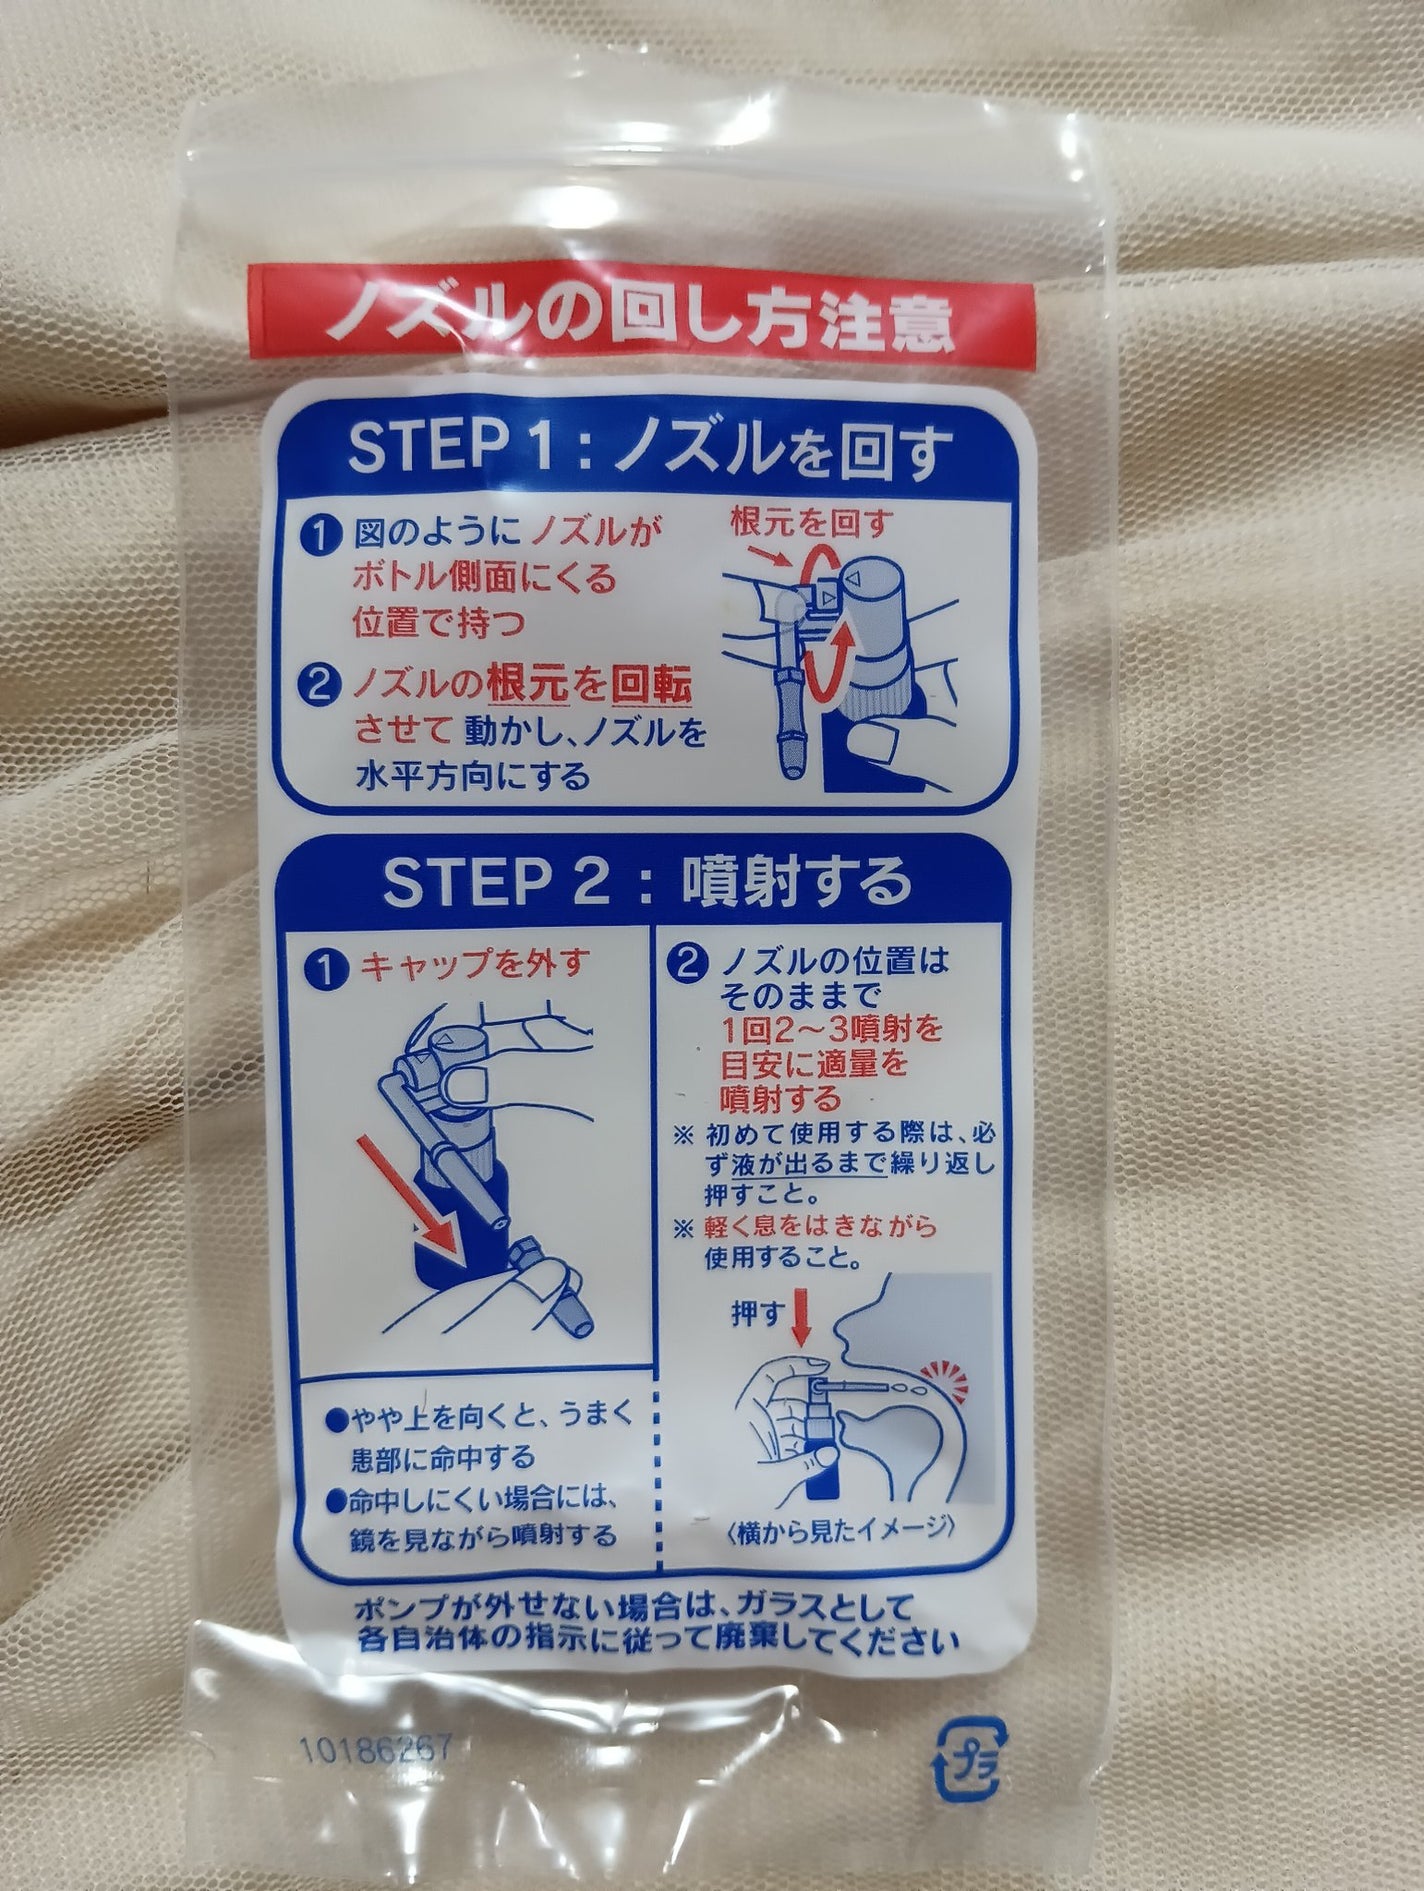 ノズルの回し方注意
STEP 1 : ノズルを回す
1 図のようにノズルが
ボトル側面にくる
位置で持つ
2 ノズルの根元を回転
させて動かし、ノズルを
水平方向にする
根元を回す
STEP 2 : 噴射する
1 キャップを外す
●やや上を向くと、うまく
患部に命中する
●命中しにくい場合には、
鏡を見ながら噴射する
2 ノズルの位置は
そのままで
1回2～3噴射を
目安に適量を
噴射する
※ 初めて使用する際は、必
ず液が出るまで繰り返し
押すこと。
※ 軽く息をはきながら
使用すること。
押す
〈横から見たイメージ〉
ポンプが外せない場合は、ガラスとして
各自治体の指示に従って廃棄してください
10186267
プラ